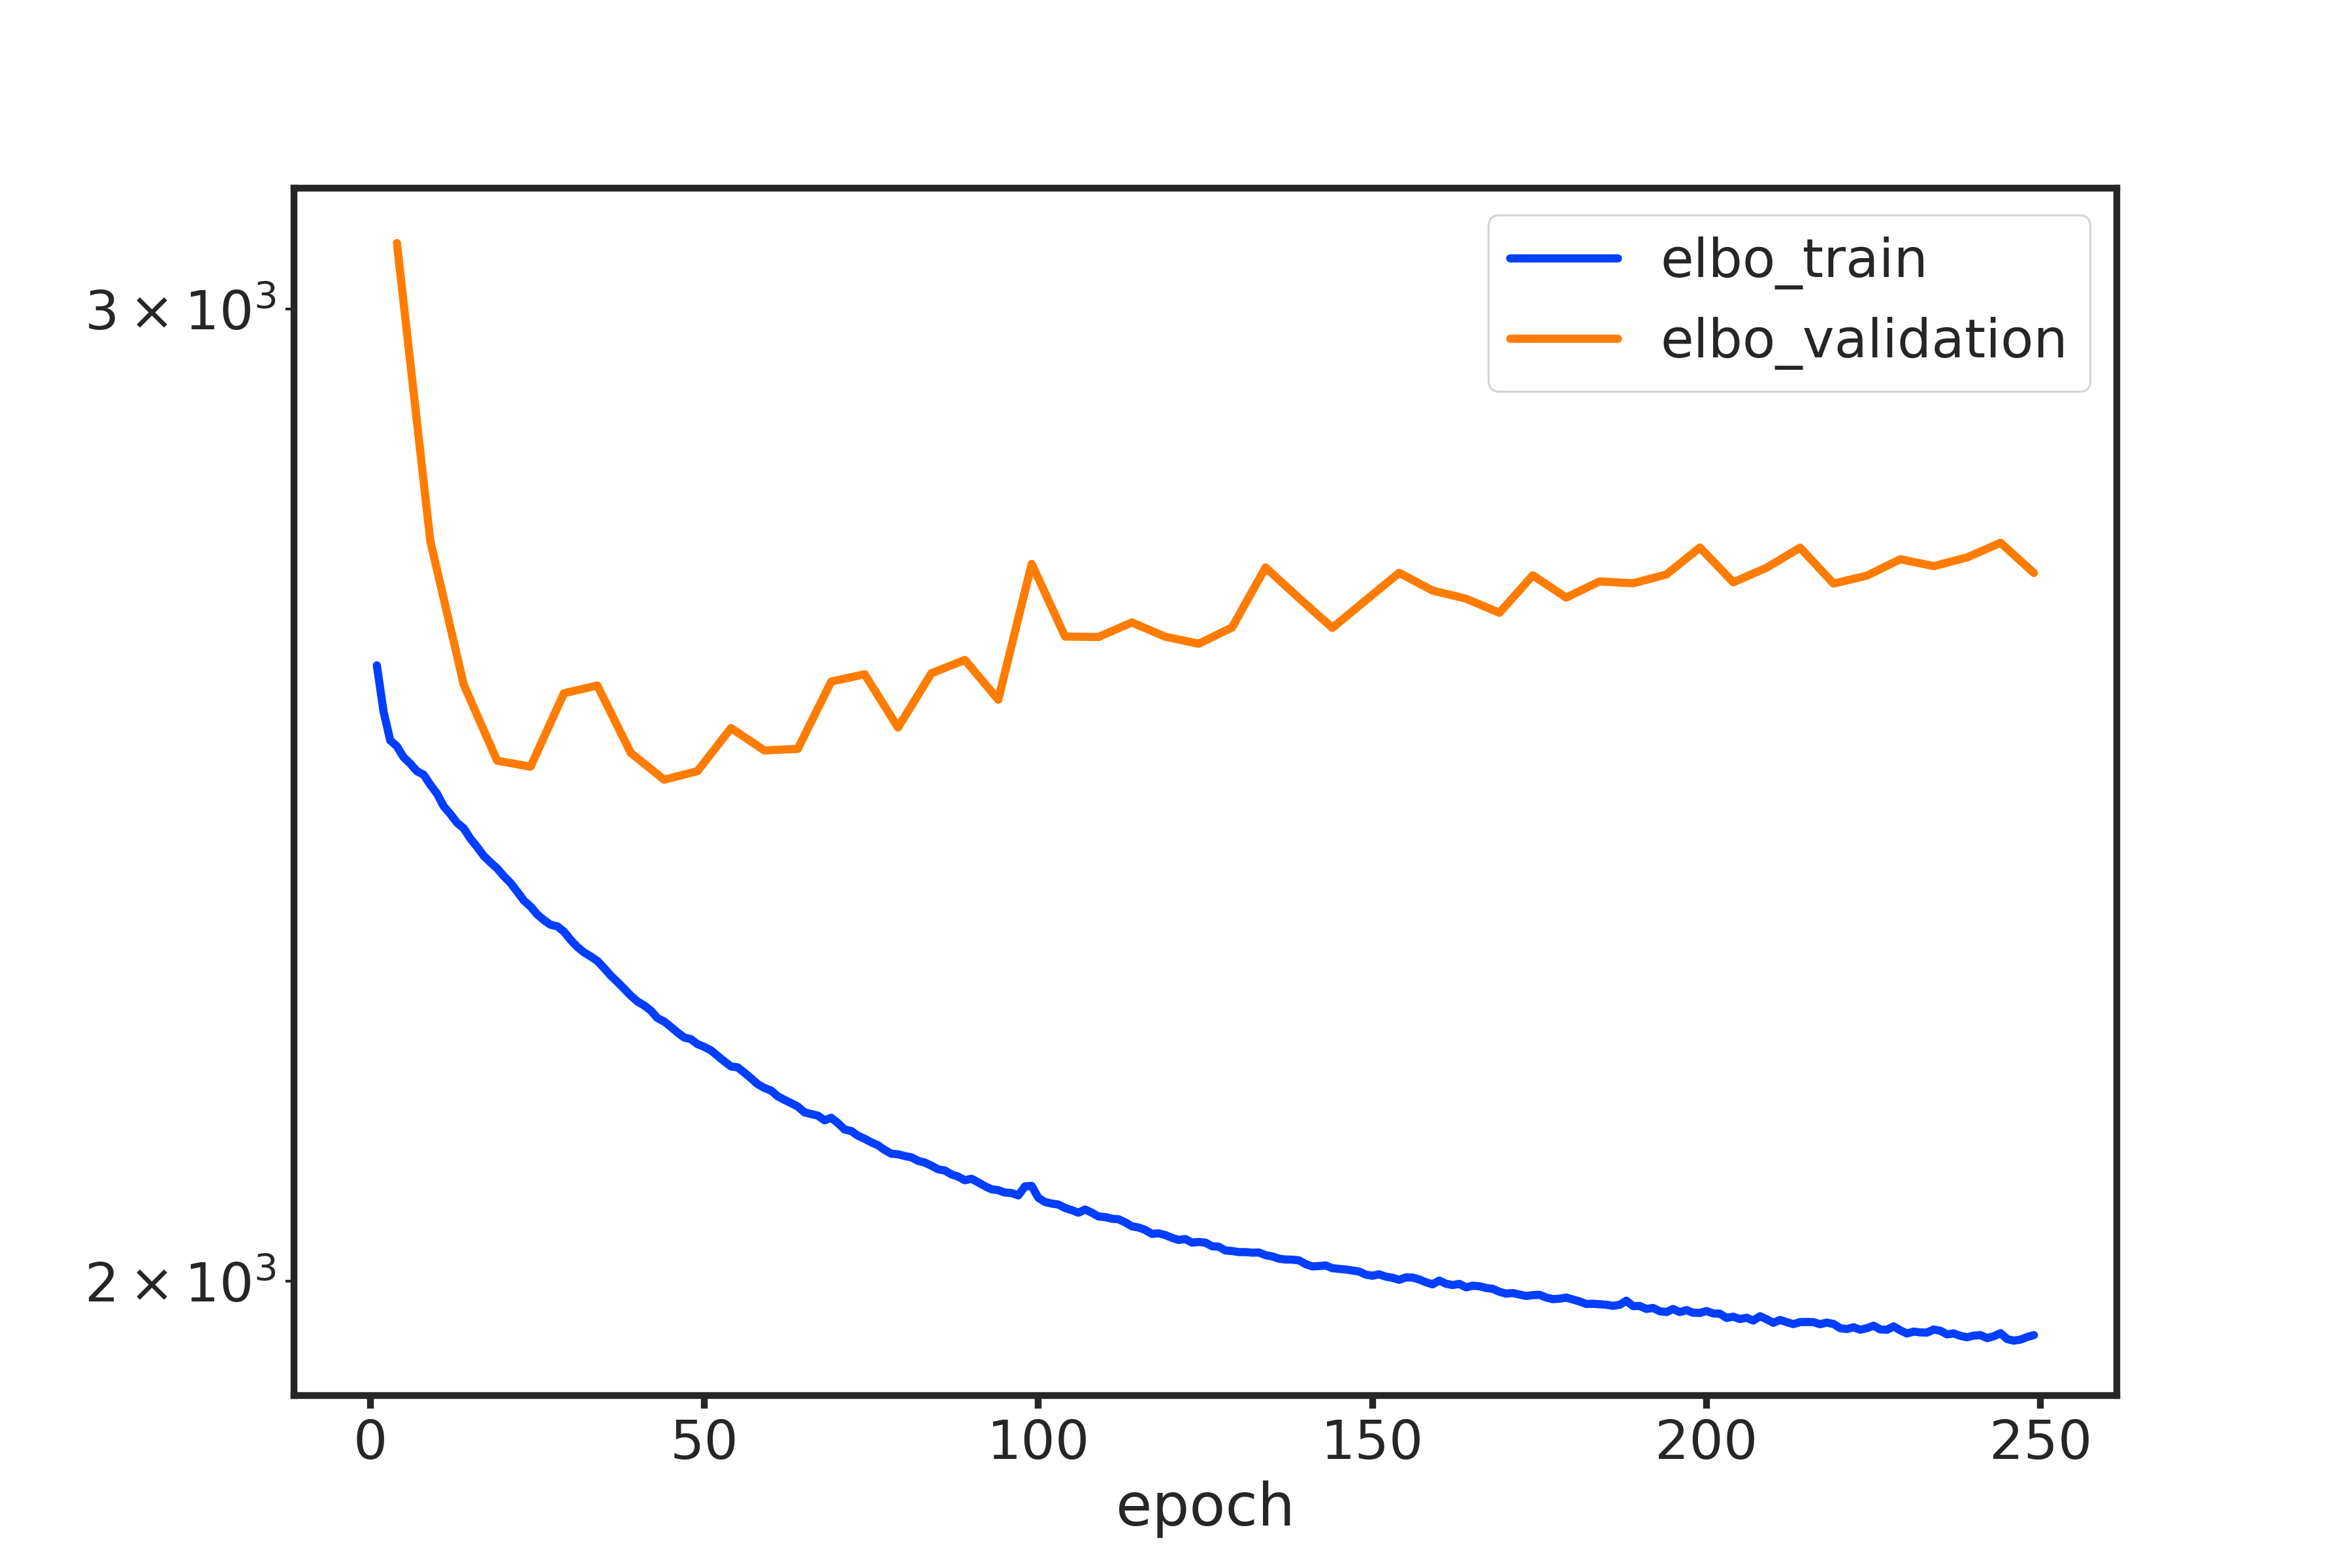 elbo_train
elbo_validation
3 × 10³
2 × 10³
0 50 100 150 200 250
epoch